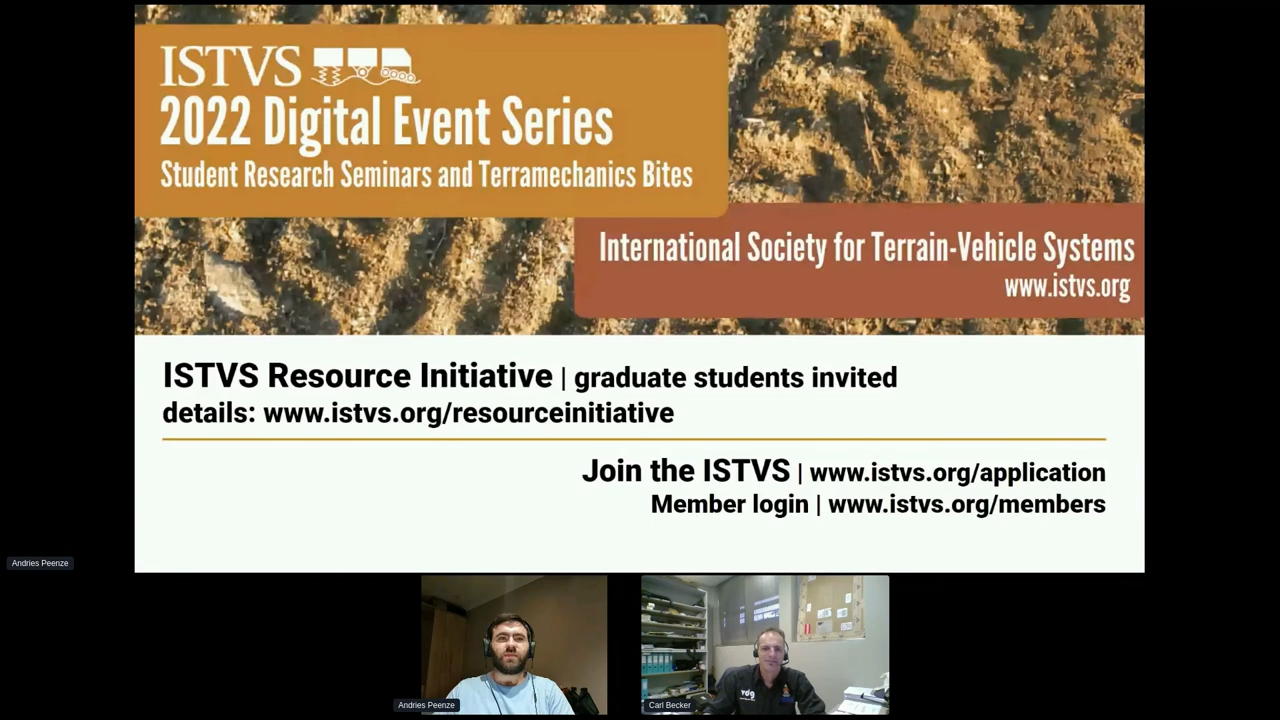 ISTVS
2022 Digital Event Series
Student Research Seminars and Terramechanics Bites
International Society for Terrain-Vehicle Systems
www.istvs.org
ISTVS Resource Initiative | graduate students invited
details: www.istvs.org/resourceinitiative
Join the ISTVS | www.istvs.org/application
Member login | www.istvs.org/members
Andries Peenze
Andries Peenze
Carl Becker
vdg